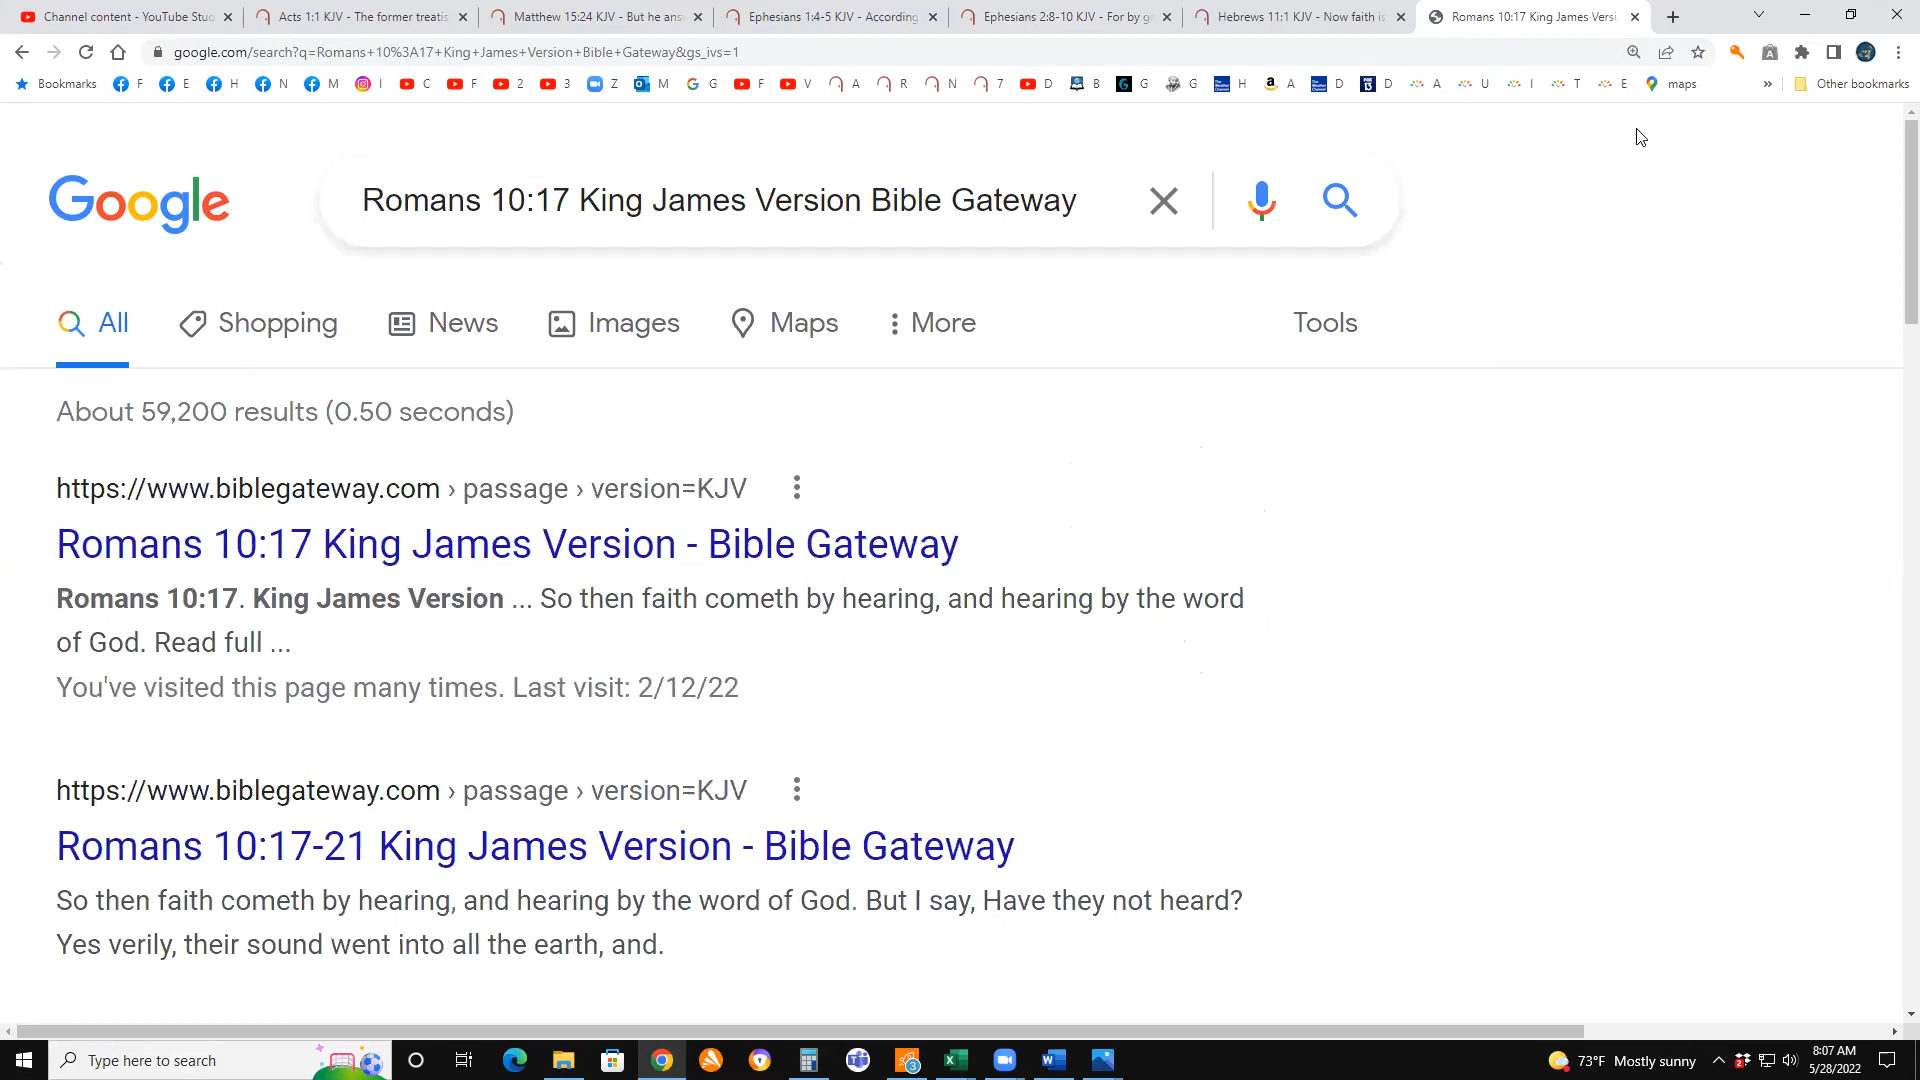 Channel content - YouTube Stu
Acts 1:1 KJV - The former treatis
Matthew 15:24 KJV - But he ans
Ephesians 1:4-5 KJV - According
Ephesians 2:8-10 KJV - For by g
Hebrews 11:1 KJV - Now faith is
Romans 10:17 King James Versi
google.com/search?q=Romans+10%3A17+King+James+Version+Bible+Gateway&gs_ivs=1
Bookmarks F E H N M I C F 2 3 Z M G F V A R N 7 D B G G H A D D A U I T E maps » Other bookmarks
Google
Romans 10:17 King James Version Bible Gateway
All Shopping News Images Maps More Tools
About 59,200 results (0.50 seconds)
https://www.biblegateway.com › passage › version=KJV
Romans 10:17 King James Version - Bible Gateway
Romans 10:17. King James Version ... So then faith cometh by hearing, and hearing by the word
of God. Read full ...
You've visited this page many times. Last visit: 2/12/22
https://www.biblegateway.com › passage › version=KJV
Romans 10:17-21 King James Version - Bible Gateway
So then faith cometh by hearing, and hearing by the word of God. But I say, Have they not heard?
Yes verily, their sound went into all the earth, and.
Type here to search
73°F Mostly sunny
8:07 AM
5/28/2022